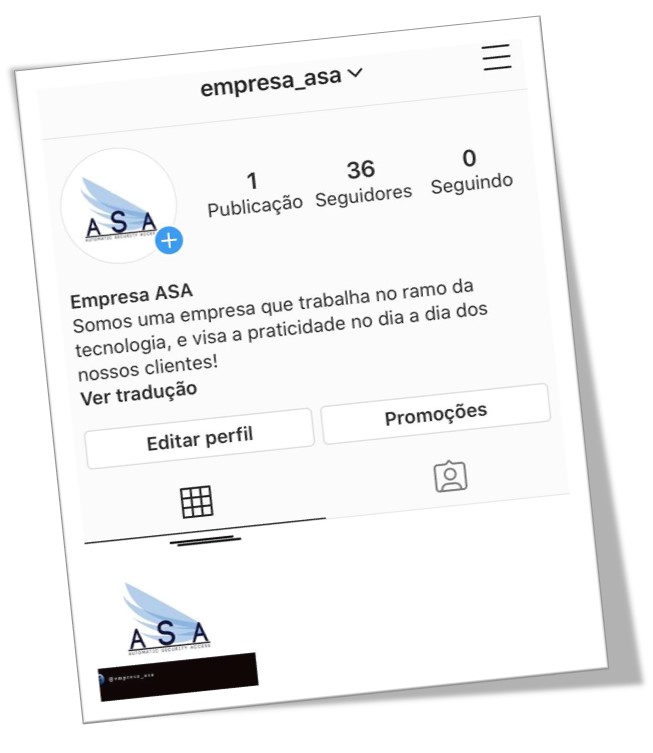 empresa_asa
1
Publicação
36
Seguidores
0
Seguindo
ASA
AUTOMATIC SECURITY ACCESS
Empresa ASA
Somos uma empresa que trabalha no ramo da
tecnologia, e visa a praticidade no dia a dia dos
nossos clientes!
Ver tradução
Editar perfil
Promoções
ASA
AUTOMATIC SECURITY ACCESS
@empresa_asa